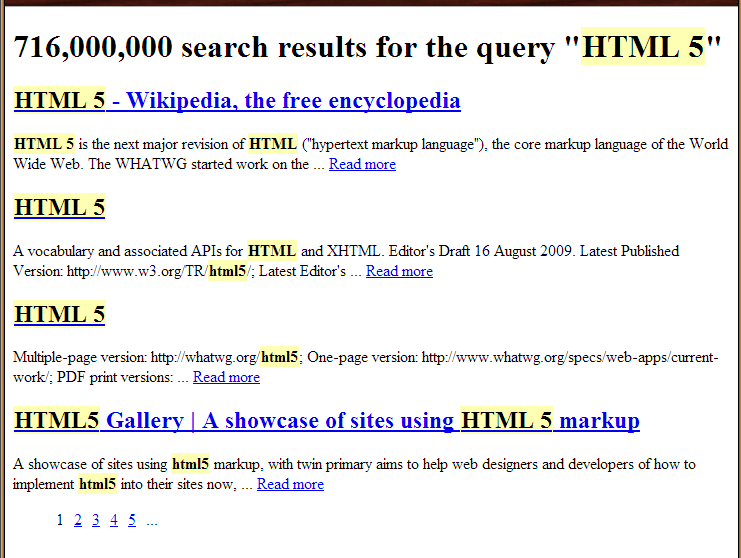 716,000,000 search results for the query "HTML 5"
HTML 5 - Wikipedia, the free encyclopedia
HTML 5 is the next major revision of HTML ("hypertext markup language"), the core markup language of the World
Wide Web. The WHATWG started work on the ... Read more
HTML 5
A vocabulary and associated APIs for HTML and XHTML. Editor's Draft 16 August 2009. Latest Published
Version: http://www.w3.org/TR/html5/; Latest Editor's ... Read more
HTML 5
Multiple-page version: http://whatwg.org/html5; One-page version: http://www.whatwg.org/specs/web-apps/current-
work/; PDF print versions: ... Read more
HTML5 Gallery | A showcase of sites using HTML 5 markup
A showcase of sites using html5 markup, with twin primary aims to help web designers and developers of how to
implement html5 into their sites now, ... Read more
1 2 3 4 5 ...